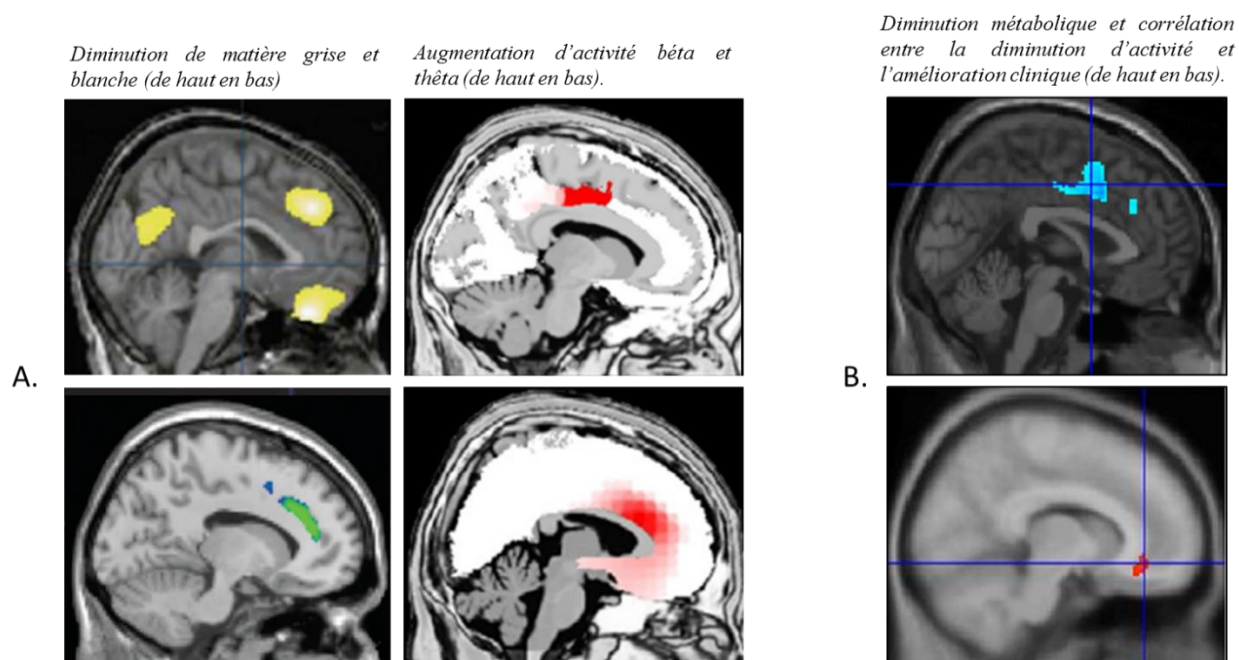 Diminution de matière grise et
blanche (de haut en bas)
Augmentation d'activité béta et
thêta (de haut en bas).
Diminution métabolique et corrélation
entre la diminution d'activité et
l'amélioration clinique (de haut en bas).
A.
B.